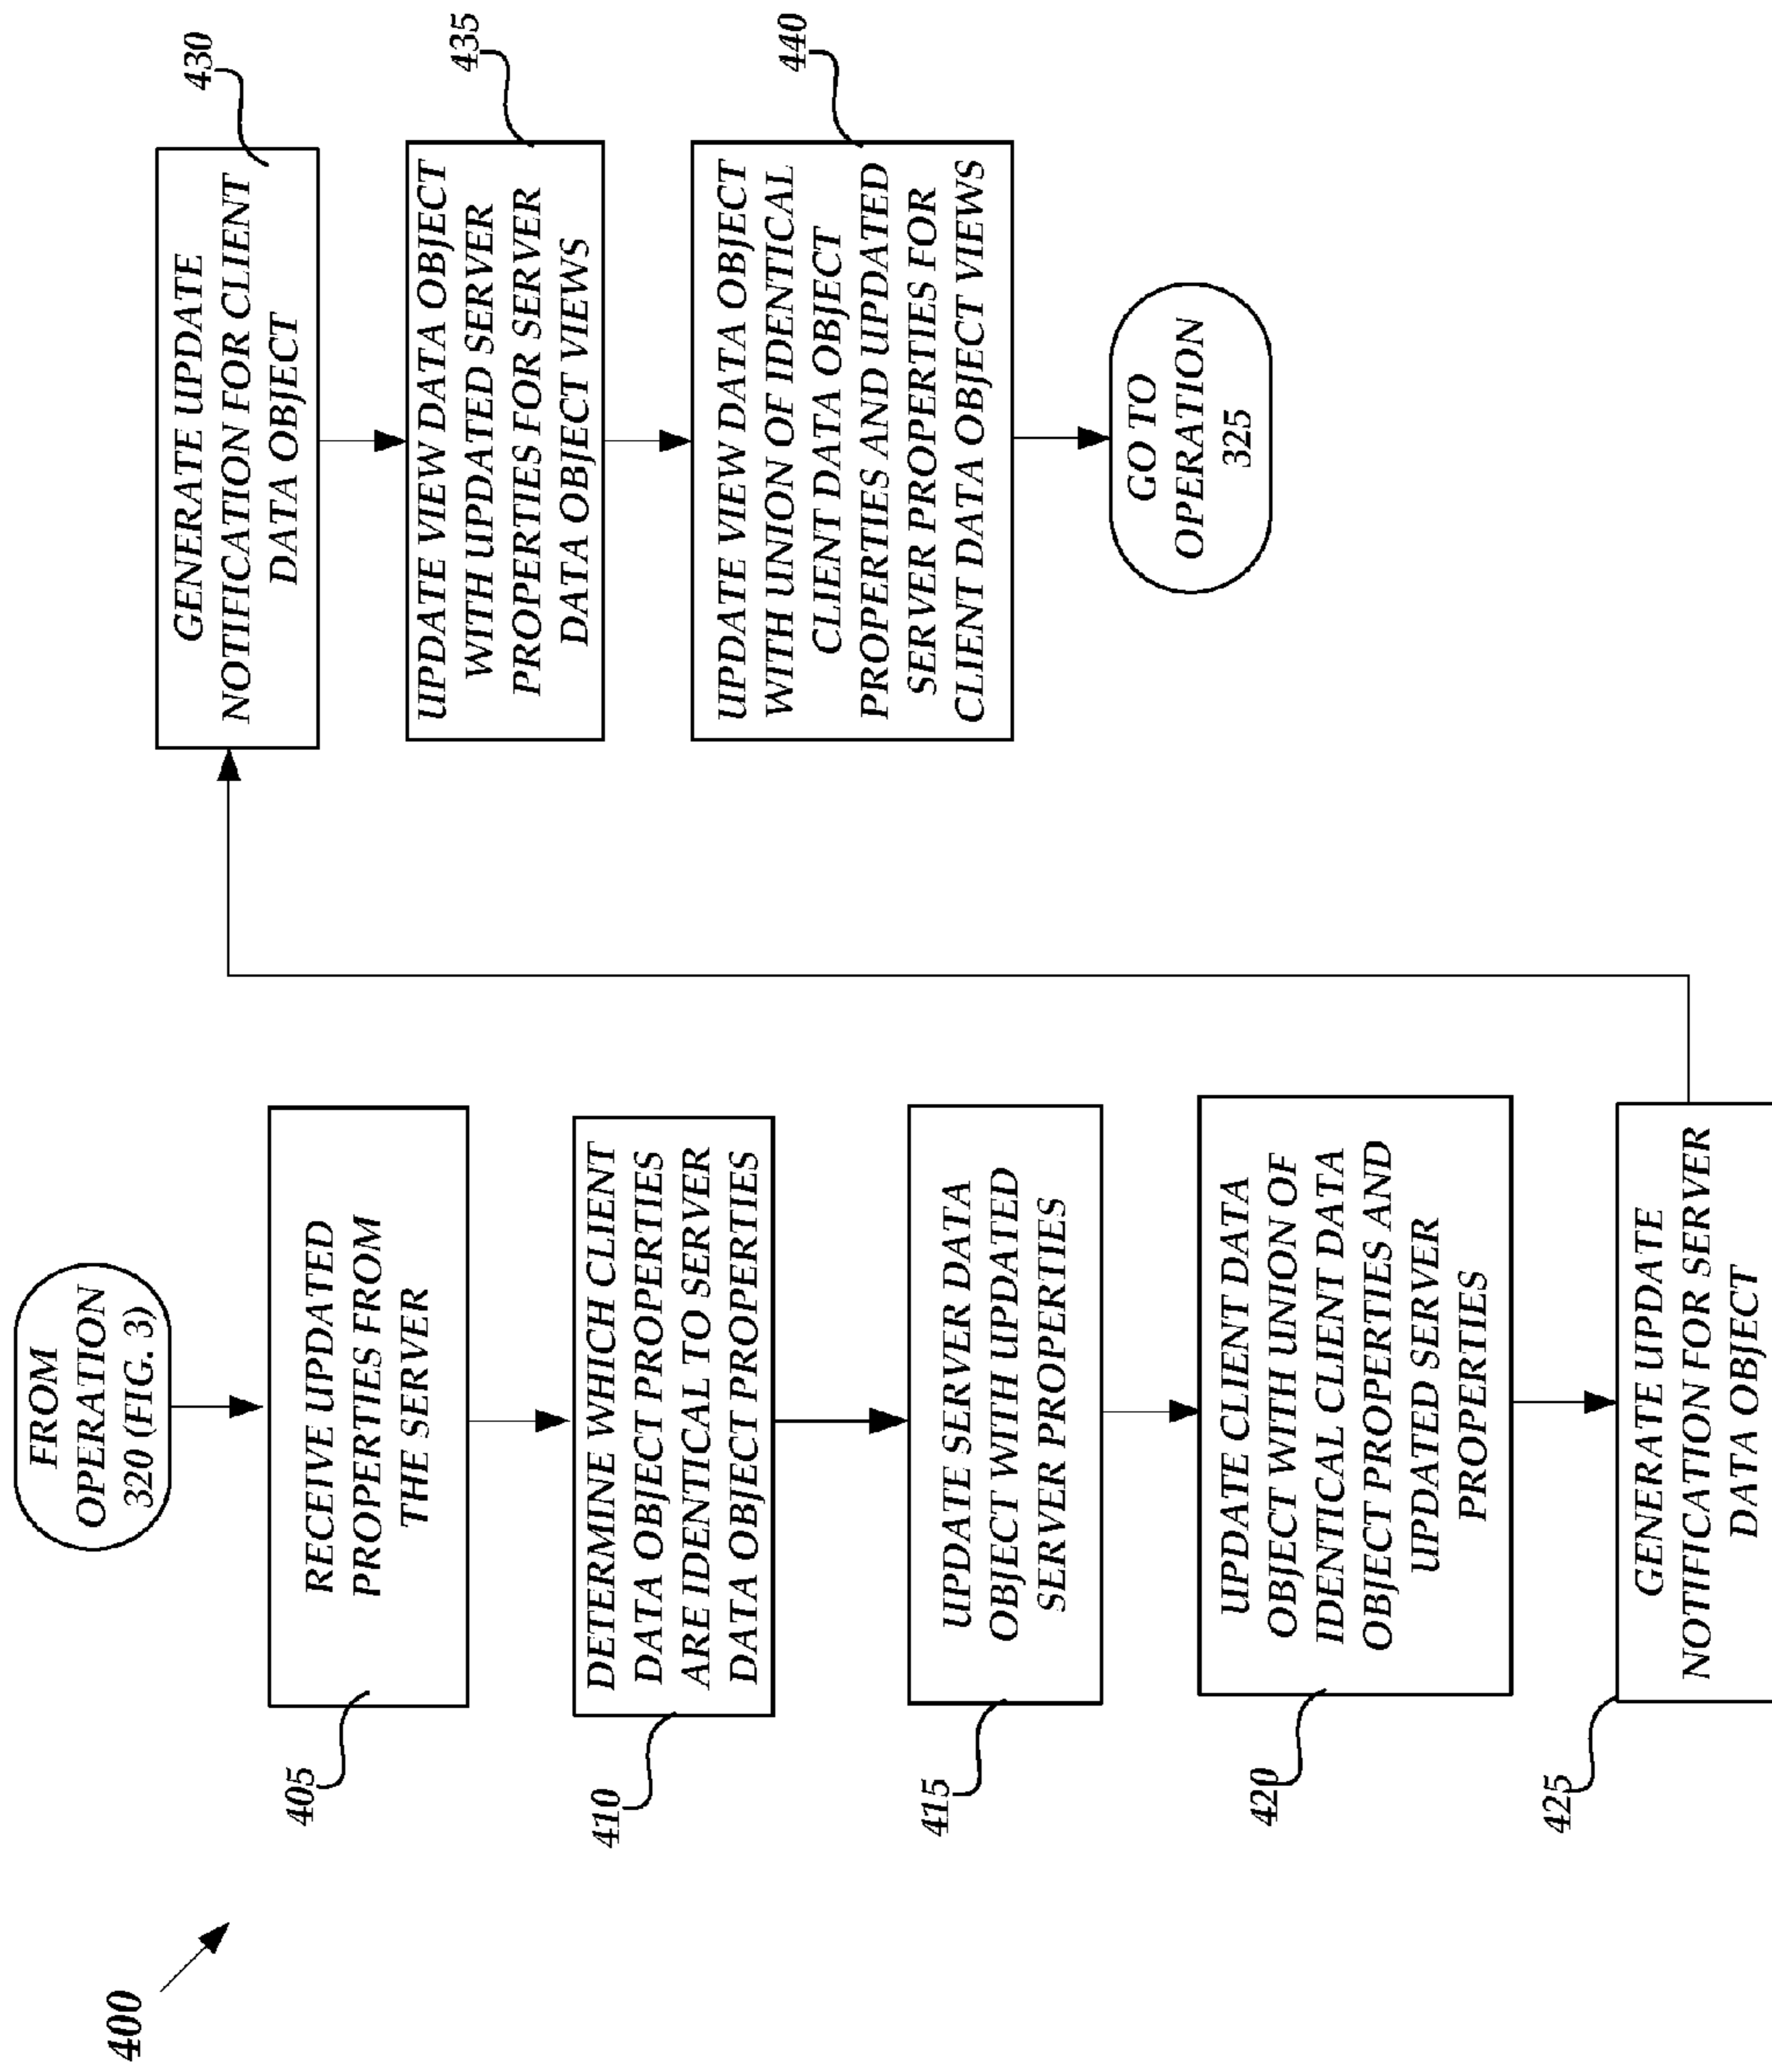 400
FROM
OPERATION
320 (FIG. 3)
405
RECEIVE UPDATED
PROPERTIES FROM
THE SERVER
410
DETERMINE WHICH CLIENT
DATA OBJECT PROPERTIES
ARE IDENTICAL TO SERVER
DATA OBJECT PROPERTIES
415
UPDATE SERVER DATA
OBJECT WITH UPDATED
SERVER PROPERTIES
420
UPDATE CLIENT DATA
OBJECT WITH UNION OF
IDENTICAL CLIENT DATA
OBJECT PROPERTIES AND
UPDATED SERVER
PROPERTIES
425
GENERATE UPDATE
NOTIFICATION FOR SERVER
DATA OBJECT
430
GENERATE UPDATE
NOTIFICATION FOR CLIENT
DATA OBJECT
435
UPDATE VIEW DATA OBJECT
WITH UPDATED SERVER
PROPERTIES FOR SERVER
DATA OBJECT VIEWS
440
UPDATE VIEW DATA OBJECT
WITH UNION OF IDENTICAL
CLIENT DATA OBJECT
PROPERTIES AND UPDATED
SERVER PROPERTIES FOR
CLIENT DATA OBJECT VIEWS
GO TO
OPERATION
325